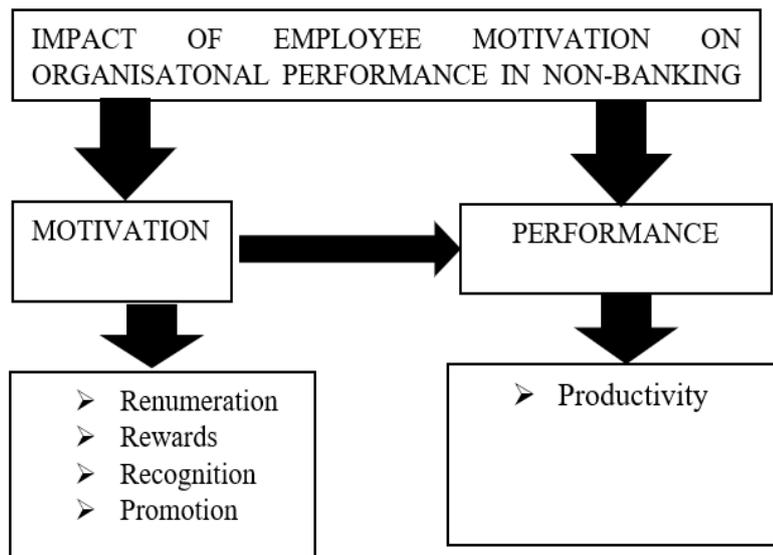 IMPACT OF EMPLOYEE MOTIVATION ON
ORGANISATONAL PERFORMANCE IN NON-BANKING
MOTIVATION
PERFORMANCE
➢ Renumeration
➢ Rewards
➢ Recognition
➢ Promotion
➢ Productivity